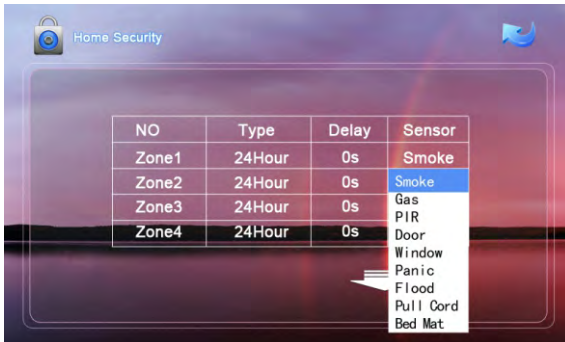 Home Security
NO Type Delay Sensor
Zone1 24Hour 0s Smoke
Zone2 24Hour 0s Smoke
Zone3 24Hour 0s Gas
PIR
Zone4 24Hour 0s Door
Window
Panic
Flood
Pull Cord
Bed Mat